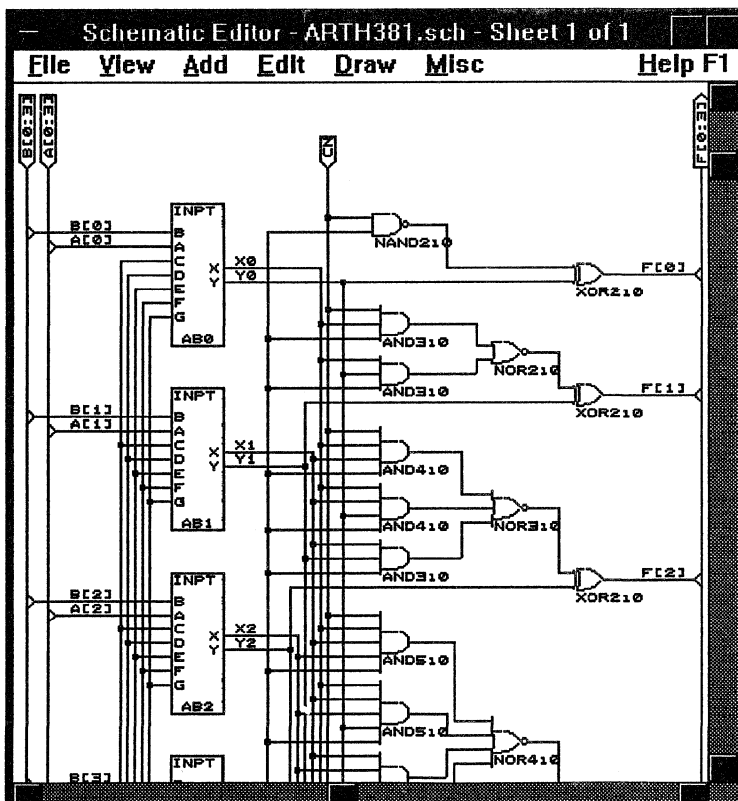 Schematic Editor - ARTH381.sch - Sheet 1 of 1
File View Add Edit Draw Misc Help F1
B[0:3]
A[0:3]
F[0:3]
INPT
B[0]
A[0]
B
A
C
D
E
F
G
X
Y
X0
Y0
AB0
NAND210
XOR210
F[0]
AND310
AND310
NOR210
XOR210
F[1]
INPT
B[1]
A[1]
B
A
C
D
E
F
G
X
Y
X1
Y1
AB1
AND410
AND410
AND310
NOR310
XOR210
F[2]
INPT
B[2]
A[2]
B
A
C
D
E
F
G
X
Y
X2
Y2
AB2
AND510
AND510
NOR410
INPT
B[3]